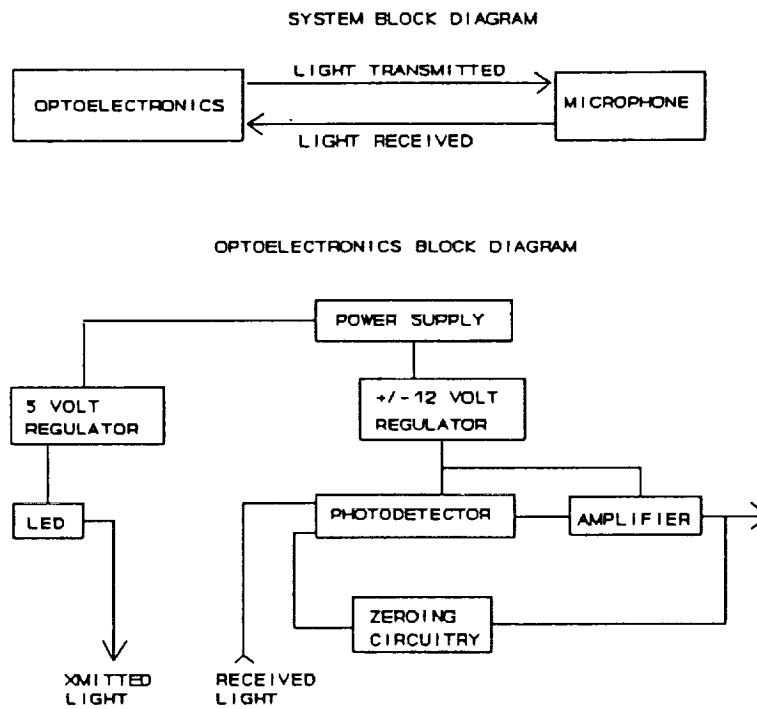 SYSTEM BLOCK DIAGRAM
LIGHT TRANSMITTED
OPTOELECTRONICS
MICROPHONE
LIGHT RECEIVED
OPTOELECTRONICS BLOCK DIAGRAM
POWER SUPPLY
5 VOLT
REGULATOR
+/-12 VOLT
REGULATOR
LED
PHOTODETECTOR
AMPLIFIER
ZEROING
CIRCUITRY
XMITTED
LIGHT
RECEIVED
LIGHT